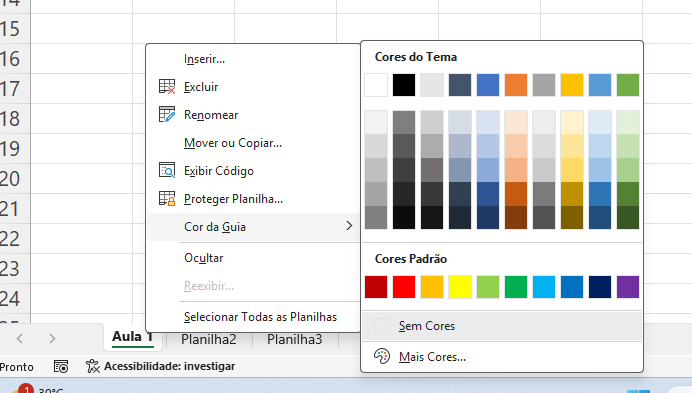 14
15
16
17
18
19
20
21
22
23
24
25
Inserir...
Excluir
Renomear
Mover ou Copiar...
Exibir Código
Proteger Planilha...
Cor da Guia
Ocultar
Reexibir...
Selecionar Todas as Planilhas
Cores do Tema
Cores Padrão
Sem Cores
Mais Cores...
Aula 1 Planilha2 Planilha3
Pronto Acessibilidade: investigar
1 30°C